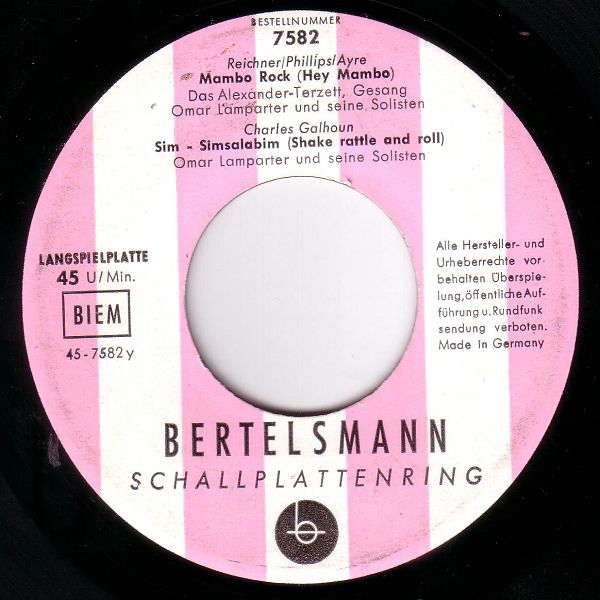 BESTELLNUMMER
7582
Reichner/Phillips/Ayre
Mambo Rock (Hey Mambo)
Das Alexander-Terzett, Gesang
Omar Lamparter und seine Solisten
Charles Galhoun
Sim - Simsalabim (Shake rattle and roll)
Omar Lamparter und seine Solisten
LANGSPIELPLATTE
45 U/Min.
BIEM
45-7582y
Alle Hersteller- und
Urheberrechte vor-
behalten Überspie-
lung, öffentliche Auf-
führung u. Rundfunk
sendung verboten.
Made in Germany
BERTELSMANN
SCHALLPLATTENRING
b